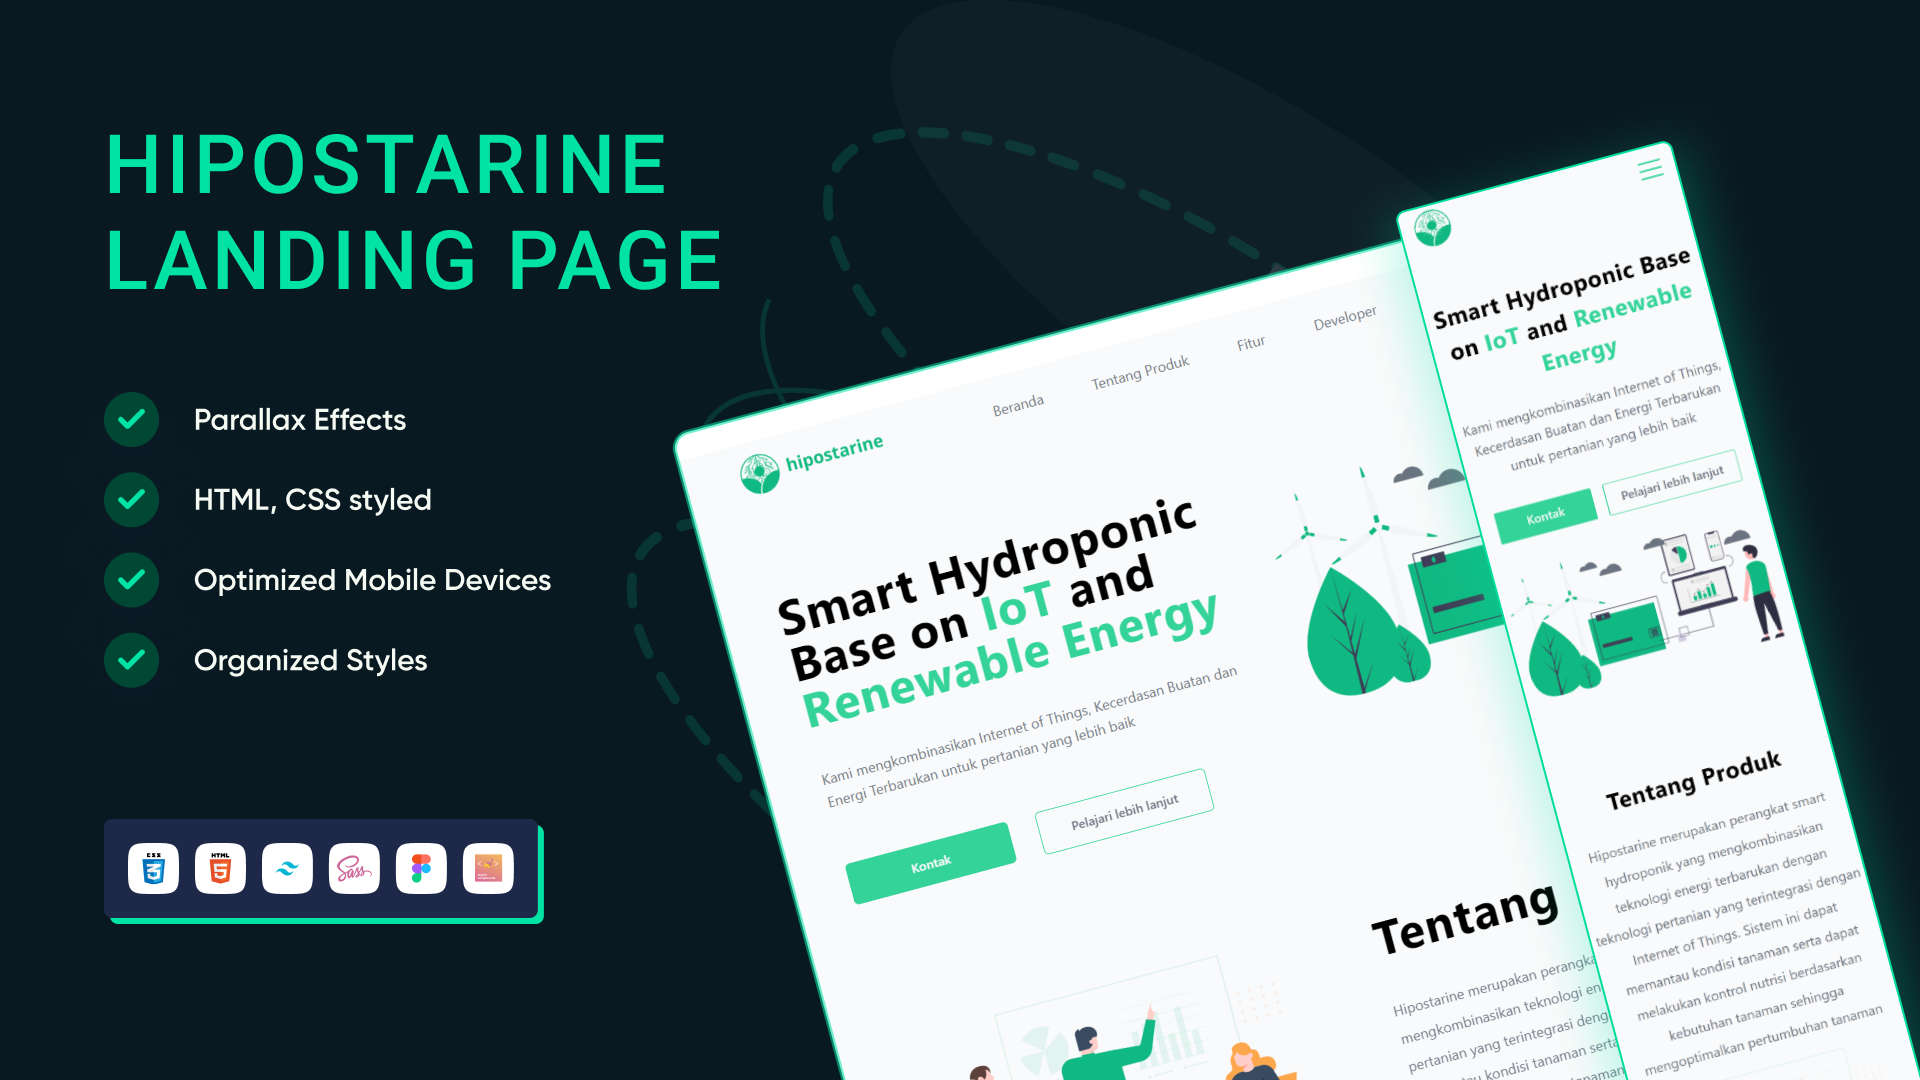 HIPOSTARINE
LANDING PAGE
Parallax Effects
HTML, CSS styled
Optimized Mobile Devices
Organized Styles
CSS
3
HTML
5
Sass
hipostarine
Beranda
Tentang Produk
Fitur
Developer
Smart Hydroponic
Base on IoT and
Renewable Energy
Kami mengkombinasikan Internet of Things, Kecerdasan Buatan dan
Energi Terbarukan untuk pertanian yang lebih baik
Kontak
Pelajari lebih lanjut
Tentang
Hipostarine merupakan perangka
mengkombinasikan teknologi en
pertanian yang terintegrasi deng
kondisi tanaman serta
Smart Hydroponic Base
on IoT and Renewable
Energy
Kami mengkombinasikan Internet of Things,
Kecerdasan Buatan dan Energi Terbarukan
untuk pertanian yang lebih baik
Kontak
Pelajari lebih lanjut
Tentang Produk
Hipostarine merupakan perangkat smart
hydroponik yang mengkombinasikan
teknologi energi terbarukan dengan
teknologi pertanian yang terintegrasi dengan
Internet of Things. Sistem ini dapat
memantau kondisi tanaman serta dapat
melakukan kontrol nutrisi berdasarkan
kebutuhan tanaman sehingga
mengoptimalkan pertumbuhan tanaman